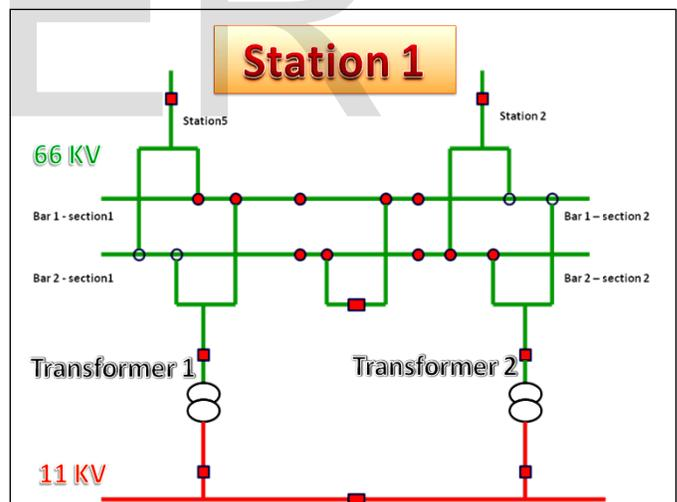 Station 1
Station5
Station 2
66 KV
Bar 1 - section1
Bar 1 – section 2
Bar 2 - section1
Bar 2 – section 2
Transformer 1
Transformer 2
11 KV